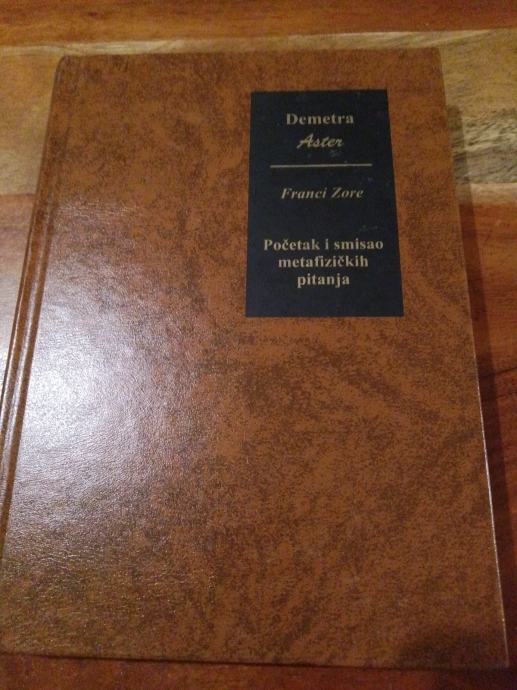 Demetra
Aster
Franci Zore
Početak i smisao
metafizičkih
pitanja